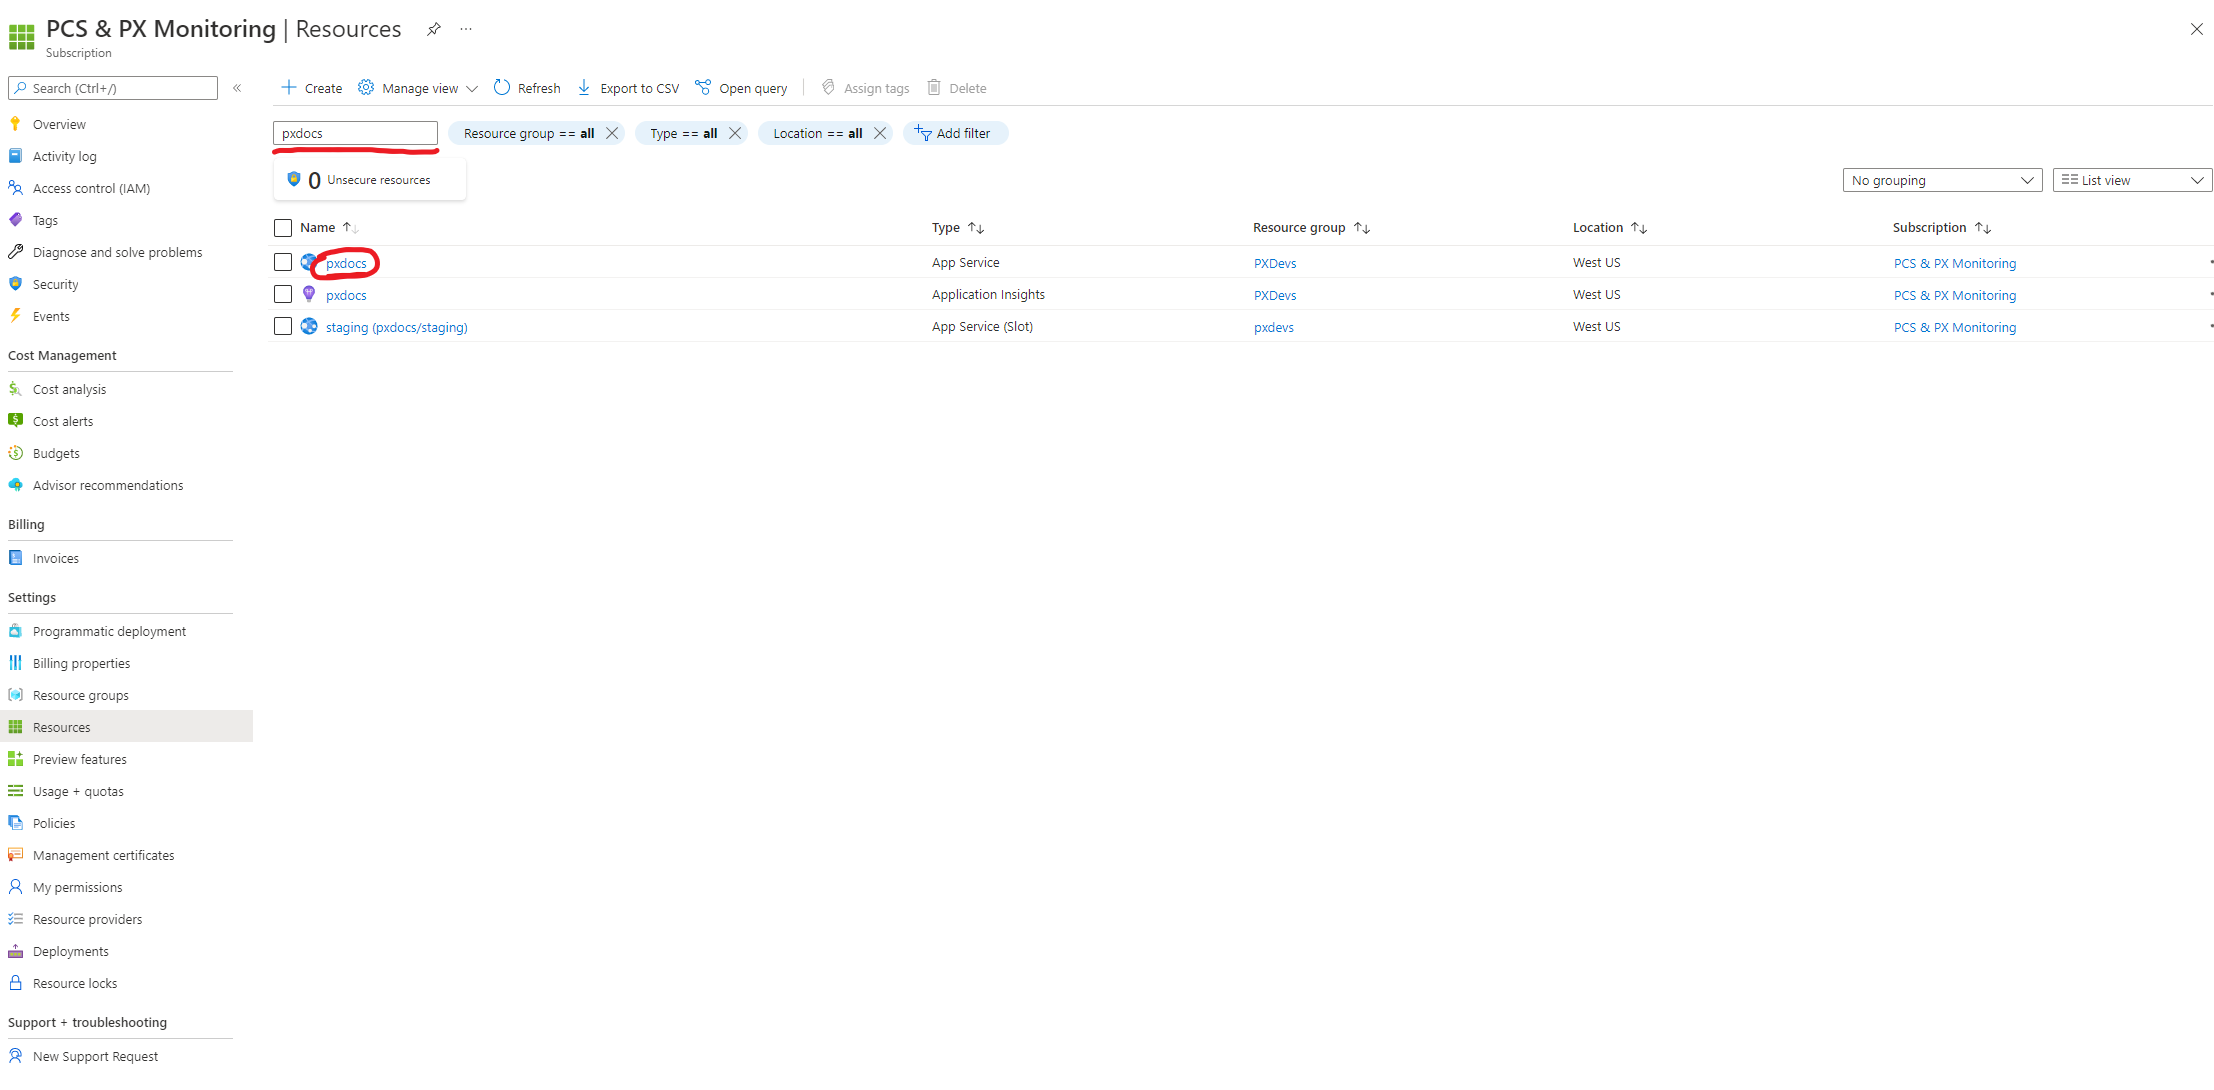 PCS & PX Monitoring | Resources
Subscription
Search (Ctrl+/)
Overview
Activity log
Access control (IAM)
Tags
Diagnose and solve problems
Security
Events
Cost Management
Cost analysis
Cost alerts
Budgets
Advisor recommendations
Billing
Invoices
Settings
Programmatic deployment
Billing properties
Resource groups
Resources
Preview features
Usage + quotas
Policies
Management certificates
My permissions
Resource providers
Deployments
Resource locks
Support + troubleshooting
New Support Request
Create Manage view Refresh Export to CSV Open query Assign tags Delete
pxdocs Resource group == all Type == all Location == all Add filter
0 Unsecure resources
No grouping List view
Name Type Resource group Location Subscription
pxdocs App Service PXDevs West US PCS & PX Monitoring
pxdocs Application Insights PXDevs West US PCS & PX Monitoring
staging (pxdocs/staging) App Service (Slot) pxdevs West US PCS & PX Monitoring